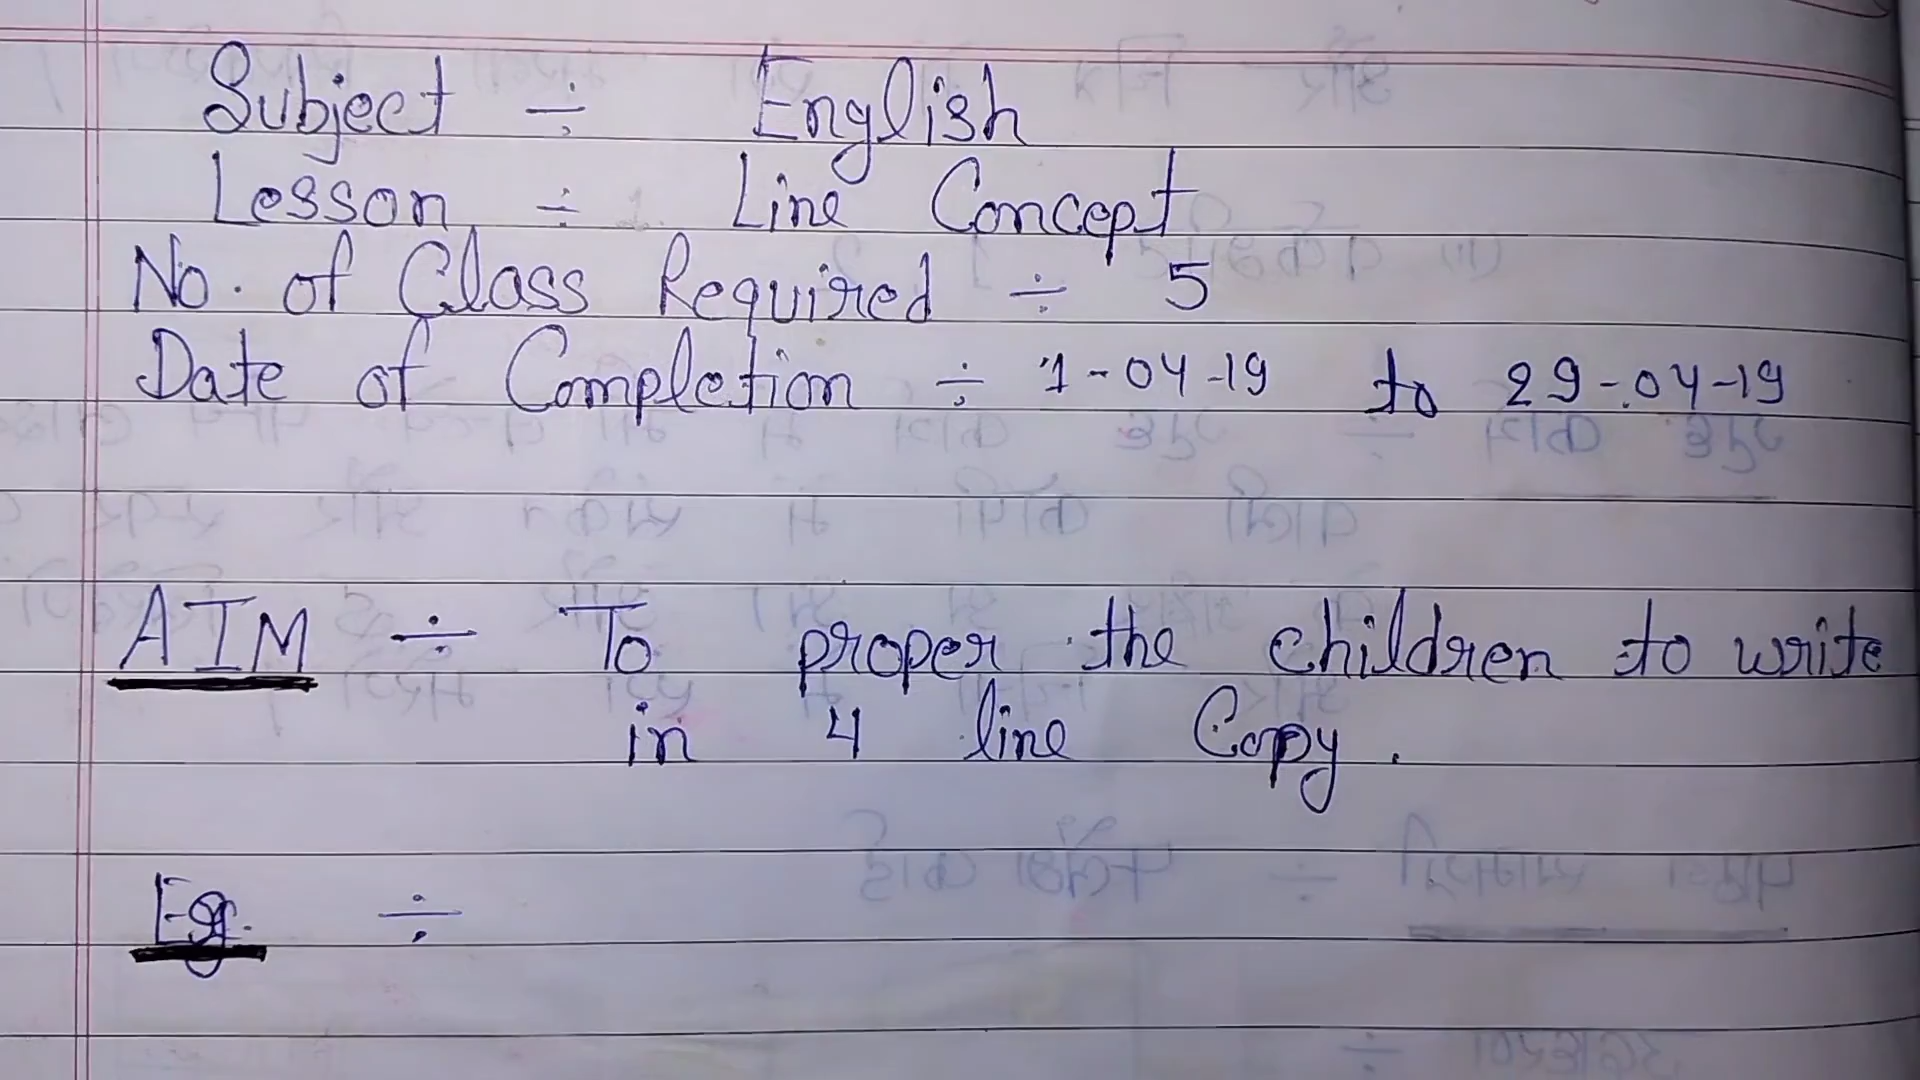 Subject ÷ English
Lesson ÷ 1. Line Concept
No. of Class Required ÷ 5
Date of Completion ÷ 1-04-19 to 29-04-19
AIM ÷ To proper the children to write
in 4 line Copy.
Eg. ÷